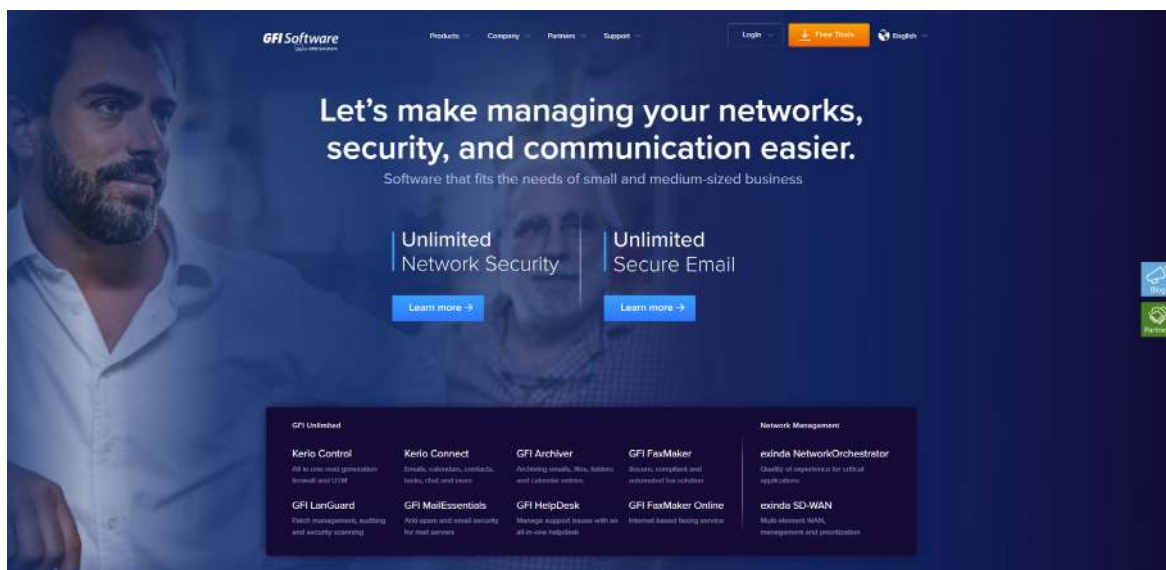 GFI Software
Products
Company
Partners
Support
Login
Free Trials
English
Let's make managing your networks,
security, and communication easier.
Software that fits the needs of small and medium-sized business
Unlimited
Network Security
Learn more →
Unlimited
Secure Email
Learn more →
Blog
Partne
GFI Unlimited
Kerio Control
All in one next generation
firewall and UTM
Kerio Connect
Emails, calendars, contacts,
tasks, chat and more
GFI Archiver
Archiving emails, files, folders
and calendar entries
GFI FaxMaker
Secure, compliant and
automated fax solution
GFI LanGuard
Patch management, auditing
and security scanning
GFI MailEssentials
Anti-spam and email security
for mail servers
GFI HelpDesk
Manage support issues with an
all-in-one helpdesk
GFI FaxMaker Online
Internet based faxing service
Network Management
exinda NetworkOrchestrator
Quality of experience for critical
applications
exinda SD-WAN
Multi-element WAN,
management and prioritization